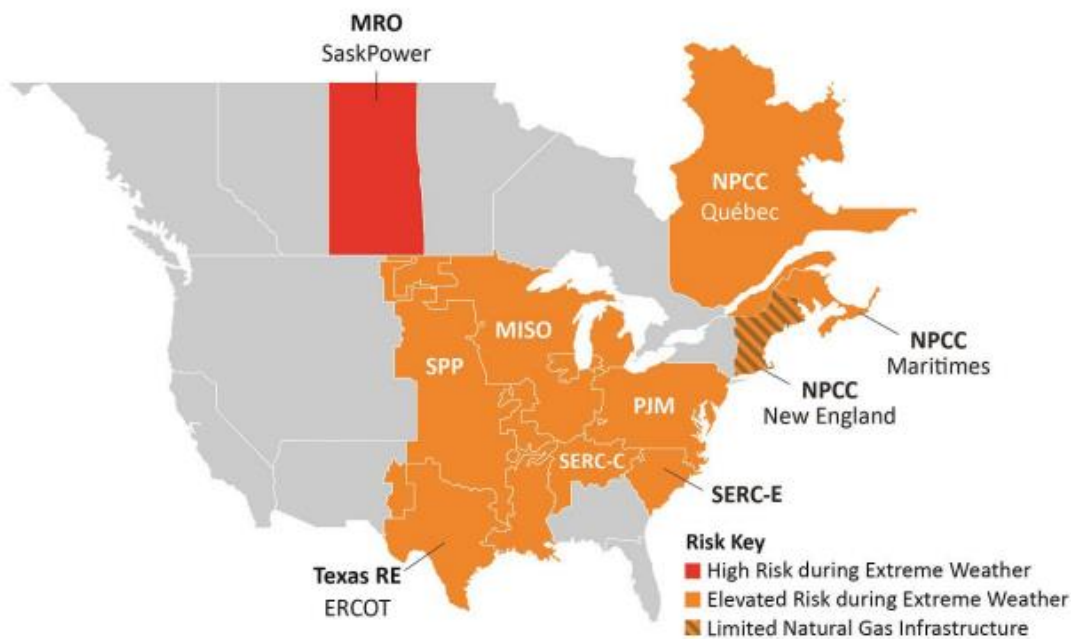 MRO
SaskPower
NPCC
Québec
MISO
SPP
NPCC
Maritimes
NPCC
New England
PJM
SERC-C
SERC-E
Texas RE
ERCOT
Risk Key
High Risk during Extreme Weather
Elevated Risk during Extreme Weather
Limited Natural Gas Infrastructure